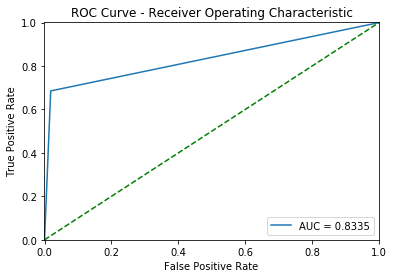 ROC Curve - Receiver Operating Characteristic
1.0
0.8
0.6
0.4
0.2
0.0
True Positive Rate
AUC = 0.8335
0.0 0.2 0.4 0.6 0.8 1.0
False Positive Rate